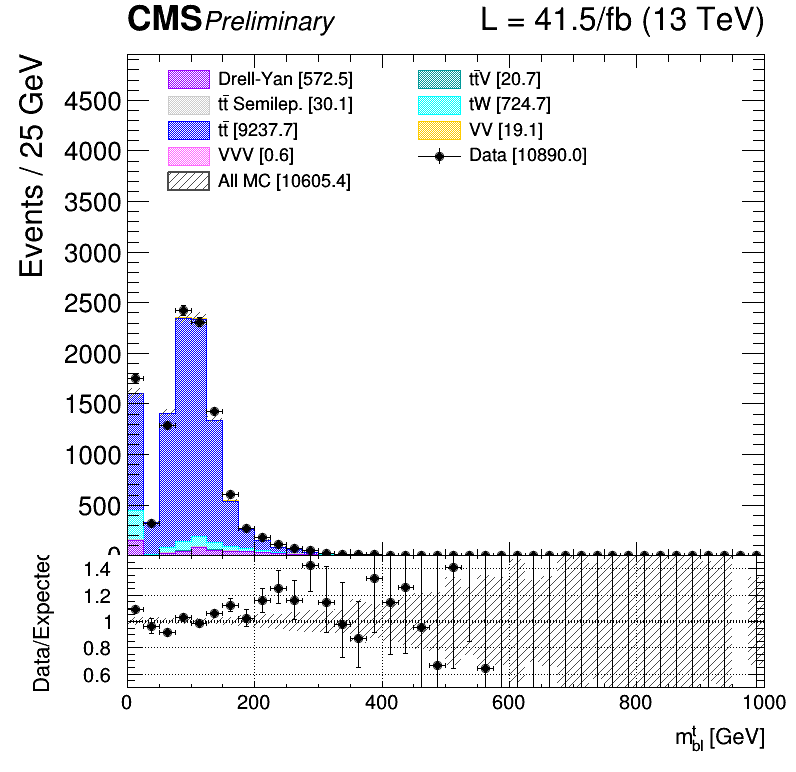 CMS Preliminary L = 41.5/fb (13 TeV)
Events / 25 GeV
Drell-Yan [572.5]
tt̄ Semilep. [30.1]
tt̄ [9237.7]
VVV [0.6]
All MC [10605.4]
tt̄V [20.7]
tW [724.7]
VV [19.1]
Data [10890.0]
4500
4000
3500
3000
2500
2000
1500
1000
500
0
Data/Expected
1.4
1.2
1
0.8
0.6
0 200 400 600 800 1000
m^t_bl [GeV]